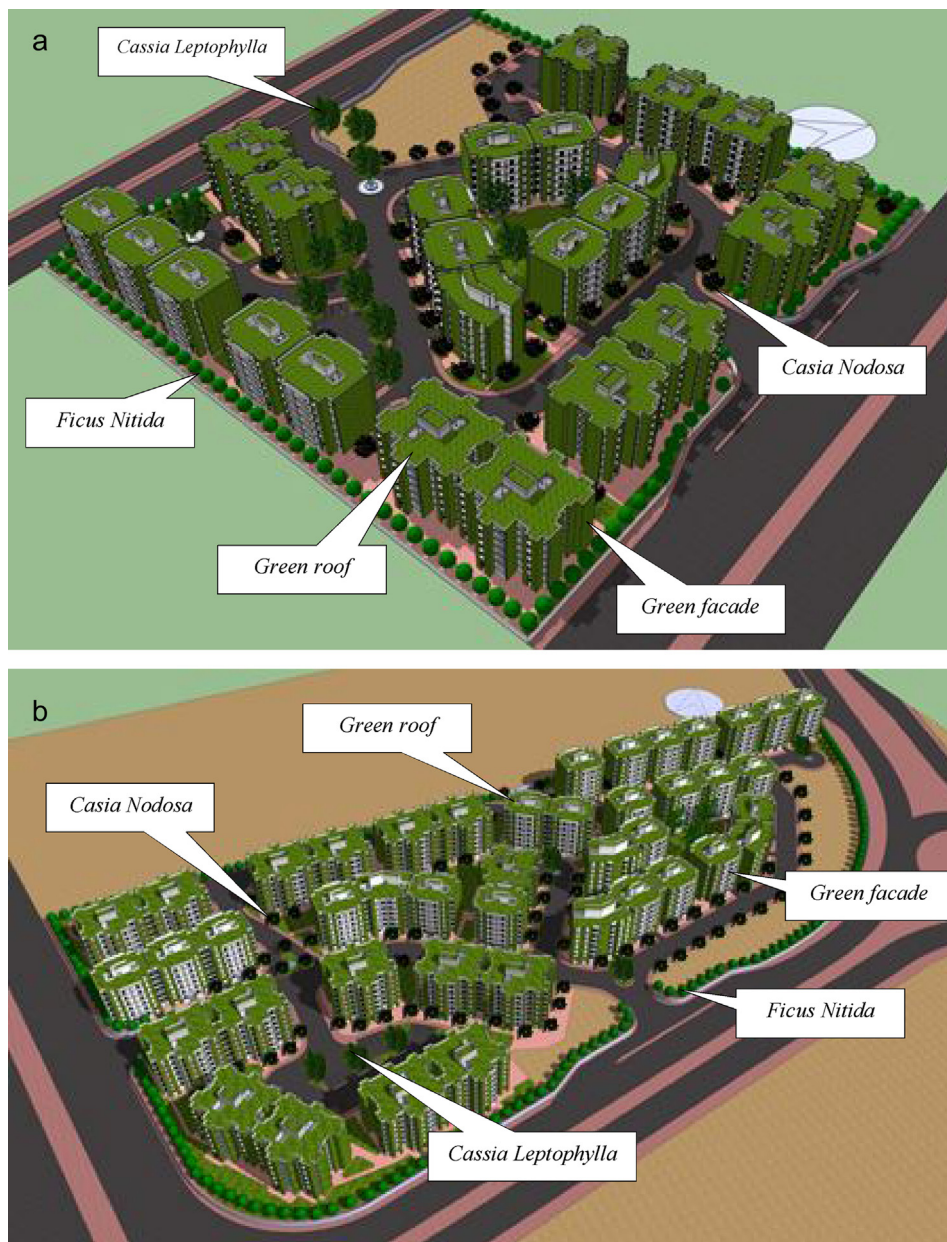 a
Cassia Leptophylla
Casia Nodosa
Ficus Nitida
Green roof
Green facade
b
Green roof
Casia Nodosa
Green facade
Ficus Nitida
Cassia Leptophylla